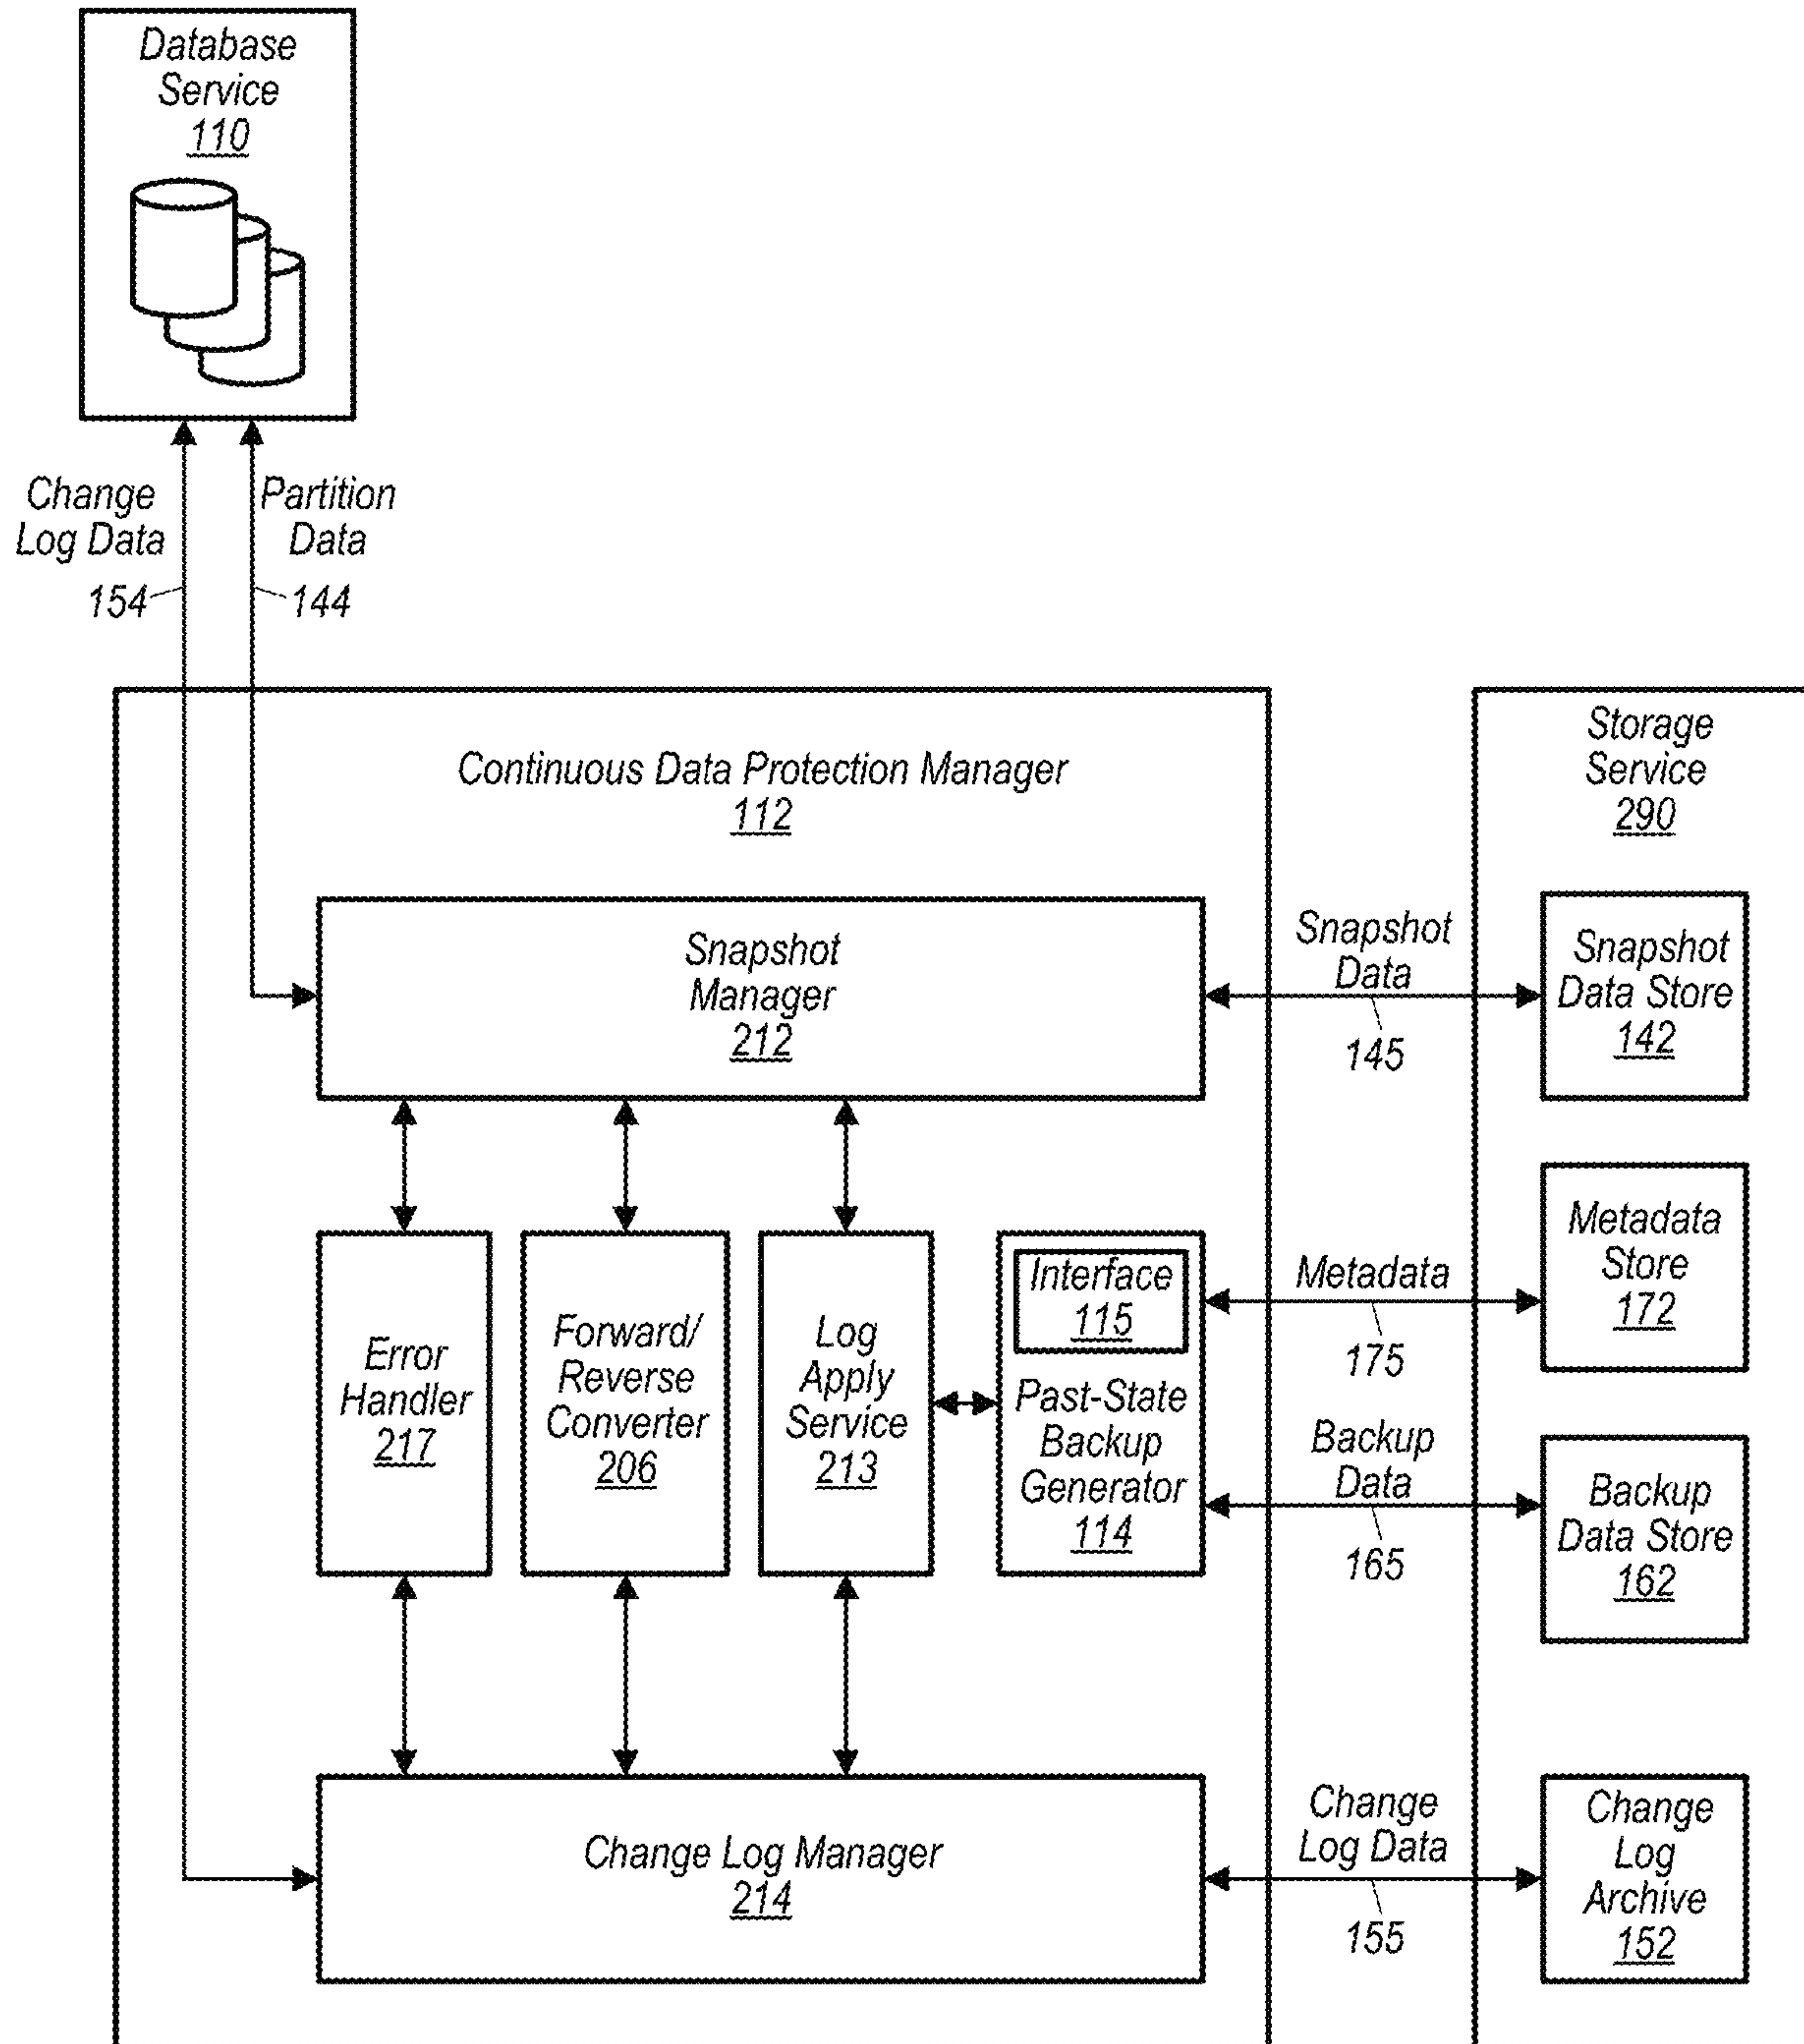 Database
Service
110
Change
Log Data
154
Partition
Data
144
Continuous Data Protection Manager
112
Storage
Service
290
Snapshot
Manager
212
Snapshot
Data
145
Snapshot
Data Store
142
Error
Handler
217
Forward/
Reverse
Converter
206
Log
Apply
Service
213
Interface
115
Past-State
Backup
Generator
114
Metadata
175
Metadata
Store
172
Backup
Data
165
Backup
Data Store
162
Change Log Manager
214
Change
Log Data
155
Change
Log
Archive
152